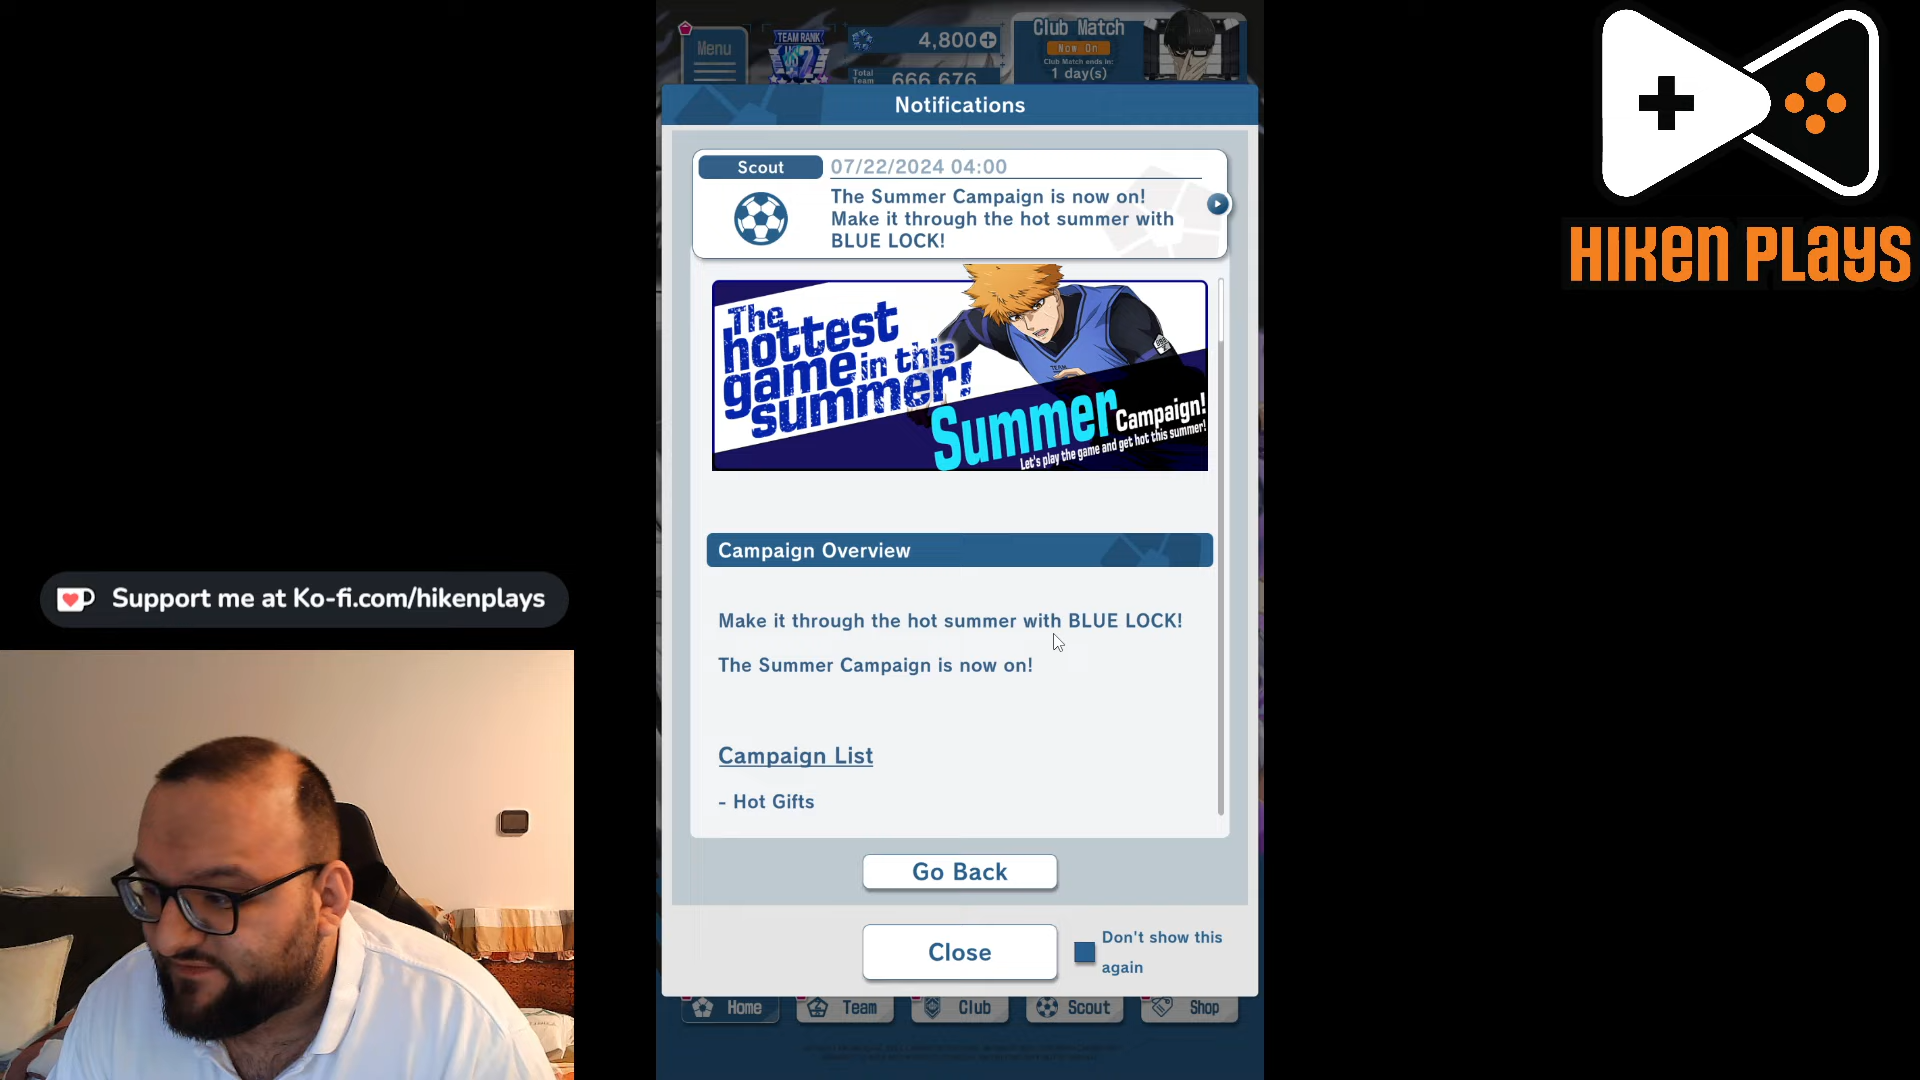 Menu
TEAM RANK
4,800
Total
Team
666,676
Club Match
Now On
Club Match ends in:
1 day(s)
Notifications
Scout
07/22/2024 04:00
The Summer Campaign is now on!
Make it through the hot summer with
BLUE LOCK!
The
hottest
game in this
summer!
Summer Campaign!
Let's play the game and get hot this summer!
Campaign Overview
Make it through the hot summer with BLUE LOCK!
The Summer Campaign is now on!
Campaign List
- Hot Gifts
Go Back
Close
Don't show this
again
Home
Team
Club
Scout
Shop
HIKEN PLAYS
Support me at Ko-fi.com/hikenplays